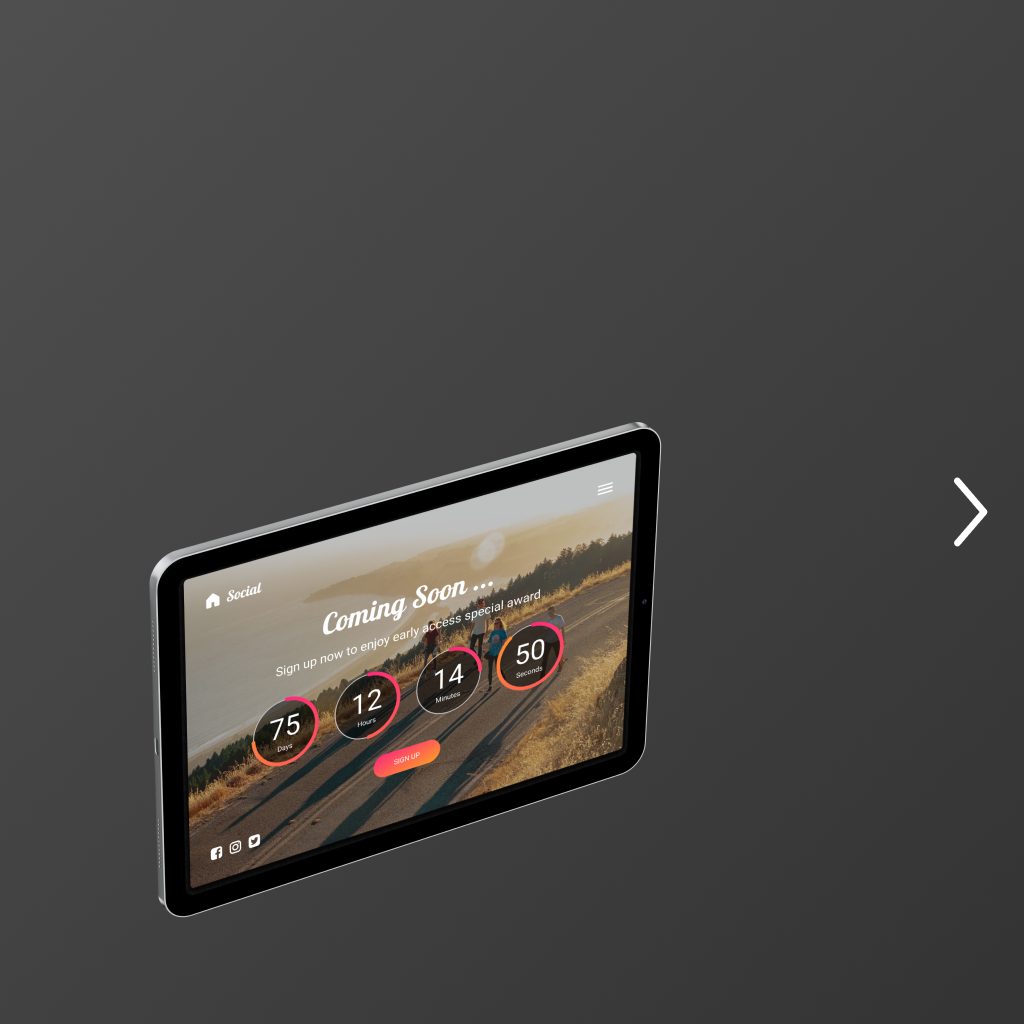 Social
Coming Soon ...
Sign up now to enjoy early access special award
75
Days
12
Hours
14
Minutes
50
Seconds
SIGN UP